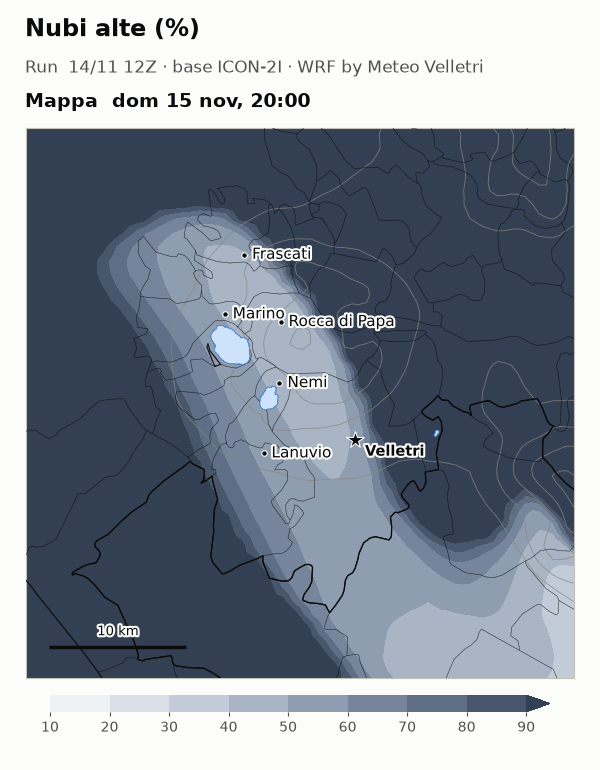 Nubi alte (%)
Run  14/11 12Z · base ICON-2I · WRF by Meteo Velletri
Mappa  dom 15 nov, 20:00
Frascati
Marino
Rocca di Papa
Nemi
Velletri
Lanuvio
10 km
10 20 30 40 50 60 70 80 90